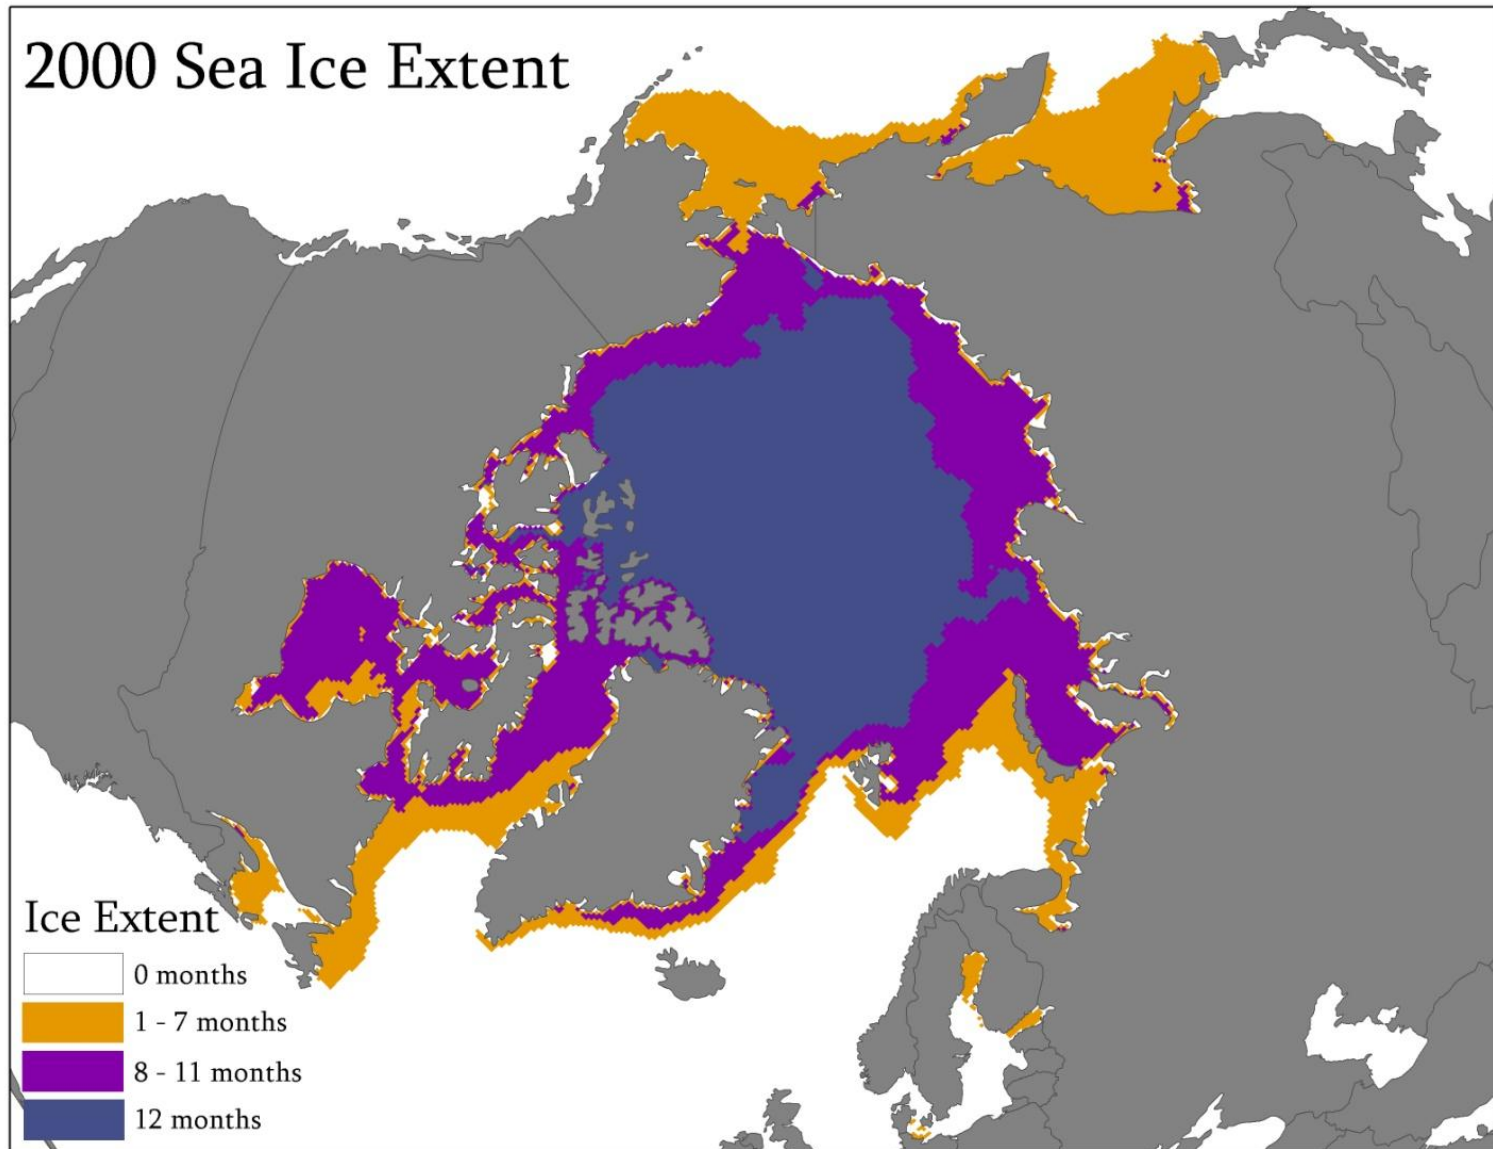 2000 Sea Ice Extent
Ice Extent
0 months
1 - 7 months
8 - 11 months
12 months